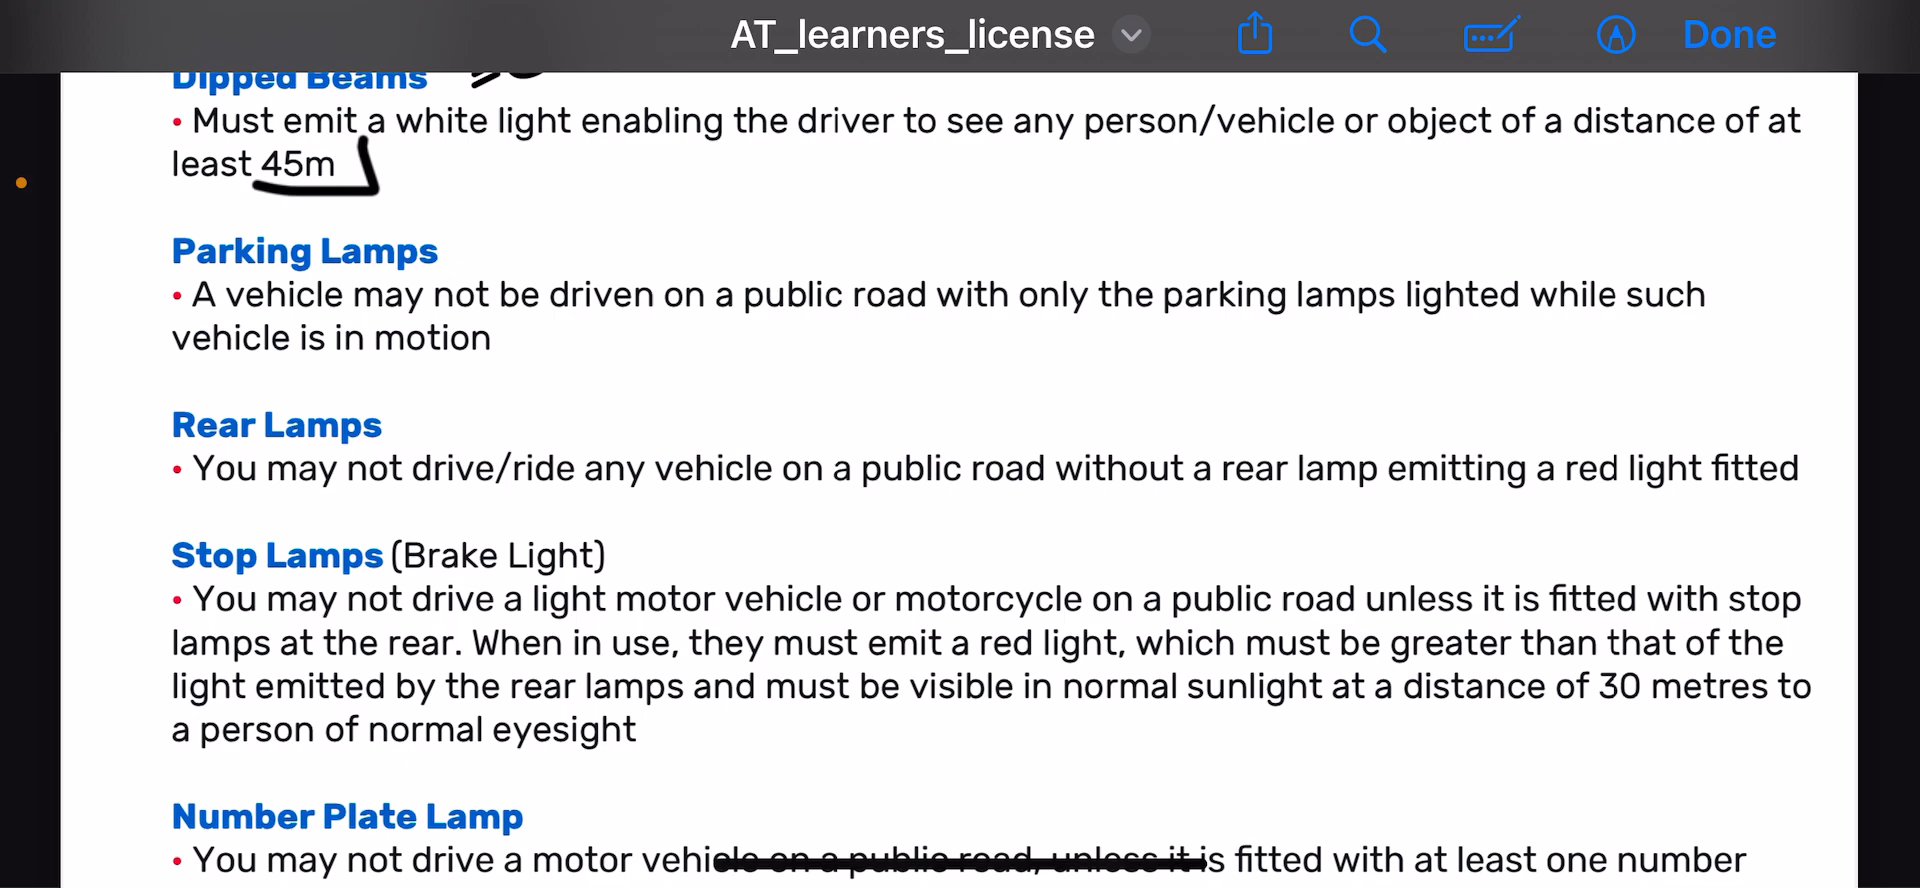 AT_learners_license
Done
Dipped Beams
• Must emit a white light enabling the driver to see any person/vehicle or object of a distance of at
least 45m
Parking Lamps
• A vehicle may not be driven on a public road with only the parking lamps lighted while such
vehicle is in motion
Rear Lamps
• You may not drive/ride any vehicle on a public road without a rear lamp emitting a red light fitted
Stop Lamps (Brake Light)
• You may not drive a light motor vehicle or motorcycle on a public road unless it is fitted with stop
lamps at the rear. When in use, they must emit a red light, which must be greater than that of the
light emitted by the rear lamps and must be visible in normal sunlight at a distance of 30 metres to
a person of normal eyesight
Number Plate Lamp
• You may not drive a motor vehicle on a public road, unless it is fitted with at least one number